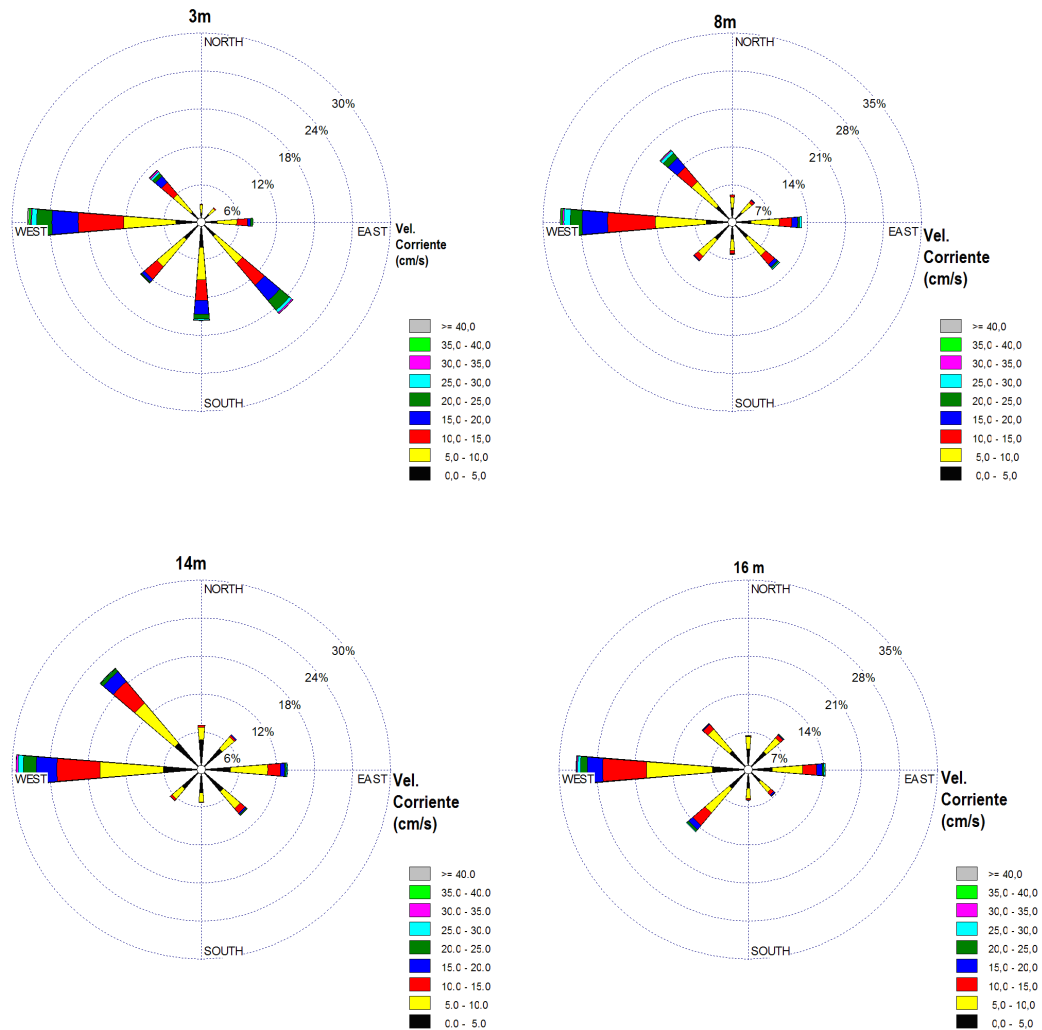 3m
NORTH
30%
24%
18%
12%
6%
WEST
EAST
SOUTH
Vel.
Corriente
(cm/s)
>= 40,0
35,0 - 40,0
30,0 - 35,0
25,0 - 30,0
20,0 - 25,0
15,0 - 20,0
10,0 - 15,0
5,0 - 10,0
0,0 - 5,0
8m
NORTH
35%
28%
21%
14%
7%
WEST
EAST
SOUTH
Vel.
Corriente
(cm/s)
>= 40,0
35,0 - 40,0
30,0 - 35,0
25,0 - 30,0
20,0 - 25,0
15,0 - 20,0
10,0 - 15,0
5,0 - 10,0
0,0 - 5,0
14m
NORTH
30%
24%
18%
12%
6%
WEST
EAST
SOUTH
Vel.
Corriente
(cm/s)
>= 40.0
35.0 - 40.0
30.0 - 35.0
25.0 - 30.0
20.0 - 25.0
15.0 - 20.0
10.0 - 15.0
5.0 - 10.0
0.0 - 5.0
16 m
NORTH
35%
28%
21%
14%
7%
WEST
EAST
SOUTH
Vel.
Corriente
(cm/s)
>= 40,0
35,0 - 40,0
30,0 - 35,0
25,0 - 30,0
20,0 - 25,0
15,0 - 20,0
10,0 - 15,0
5,0 - 10,0
0,0 - 5,0